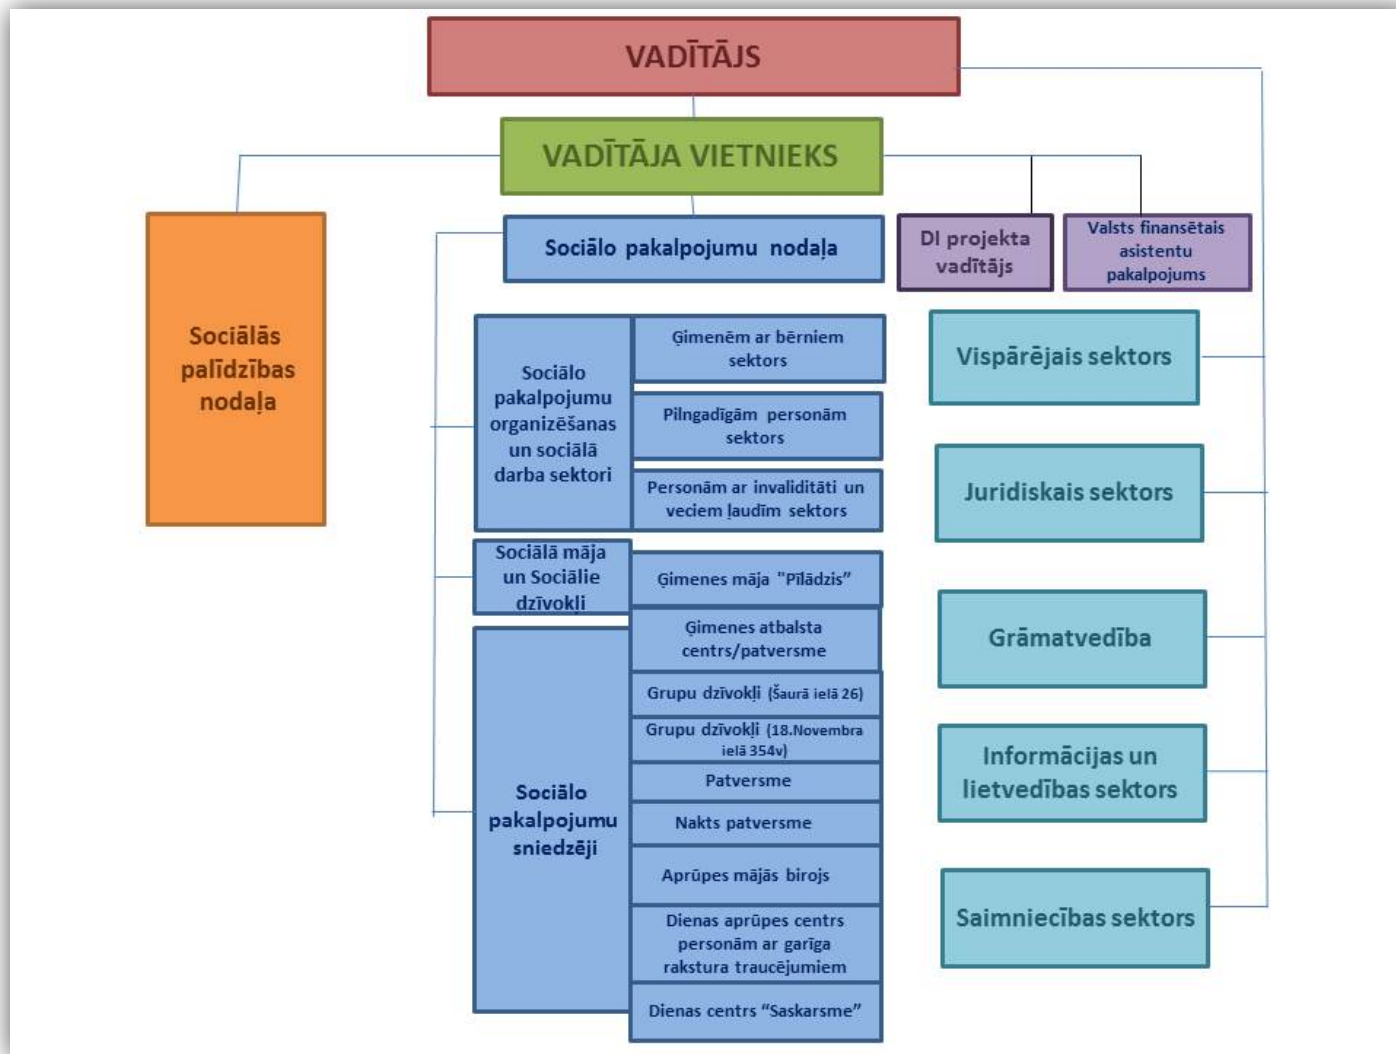 VADĪTĀJS
VADĪTĀJA VIETNIEKS
Sociālās
palīdzības
nodaļa
Sociālo pakalpojumu nodaļa
DI projekta
vadītājs
Valsts finansētais
asistentu
pakalpojums
Sociālo
pakalpojumu
organizēšanas
un sociālā
darba sektori
Ģimenēm ar bērniem
sektors
Pilngadīgām personām
sektors
Personām ar invaliditāti un
veciem ļaudīm sektors
Sociālā māja
un Sociālie
dzīvokļi
Ģimenes māja "Pīlādzis”
Sociālo
pakalpojumu
sniedzēji
Ģimenes atbalsta
centrs/patversme
Grupu dzīvokļi (Šaurā ielā 26)
Grupu dzīvokļi (18.Novembra
ielā 354v)
Patversme
Nakts patversme
Aprūpes mājās birojs
Dienas aprūpes centrs
personām ar garīga
rakstura traucējumiem
Dienas centrs “Saskarsme”
Vispārējais sektors
Juridiskais sektors
Grāmatvedība
Informācijas un
lietvedības sektors
Saimniecības sektors